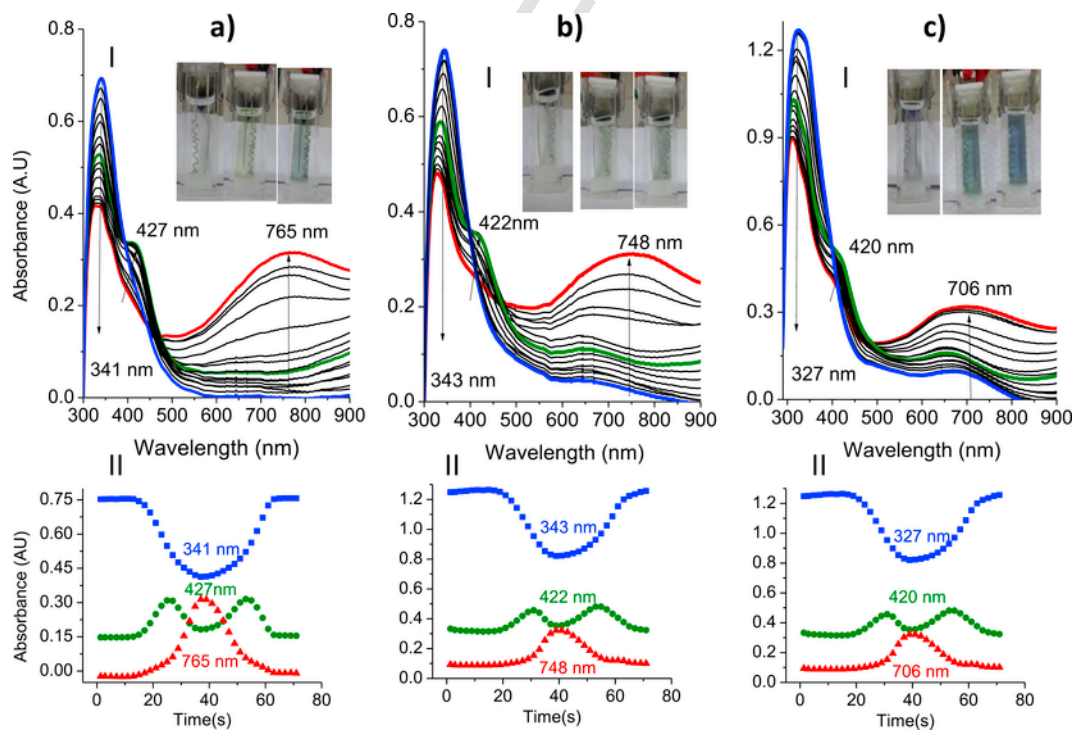 a)
I
0.8
0.6
0.4
0.2
0.0
Absorbance (A.U)
427 nm
765 nm
341 nm
300 400 500 600 700 800 900
Wavelength (nm)
b)
I
0.8
0.6
0.4
0.2
0.0
422nm
748 nm
343 nm
300 400 500 600 700 800 900
Wavelength (nm)
c)
I
1.2
0.9
0.6
0.3
0.0
420 nm
706 nm
327 nm
300 400 500 600 700 800 900
Wavelength (nm)
II
0.75
0.60
0.45
0.30
0.15
0.00
Absorbance (AU)
341 nm
427nm
765 nm
0 20 40 60 80
Time(s)
II
1.2
1.0
0.8
0.6
0.4
0.2
0.0
343 nm
422 nm
748 nm
0 20 40 60 80
Time(s)
II
1.2
1.0
0.8
0.6
0.4
0.2
0.0
327 nm
420 nm
706 nm
0 20 40 60 80
Time(s)